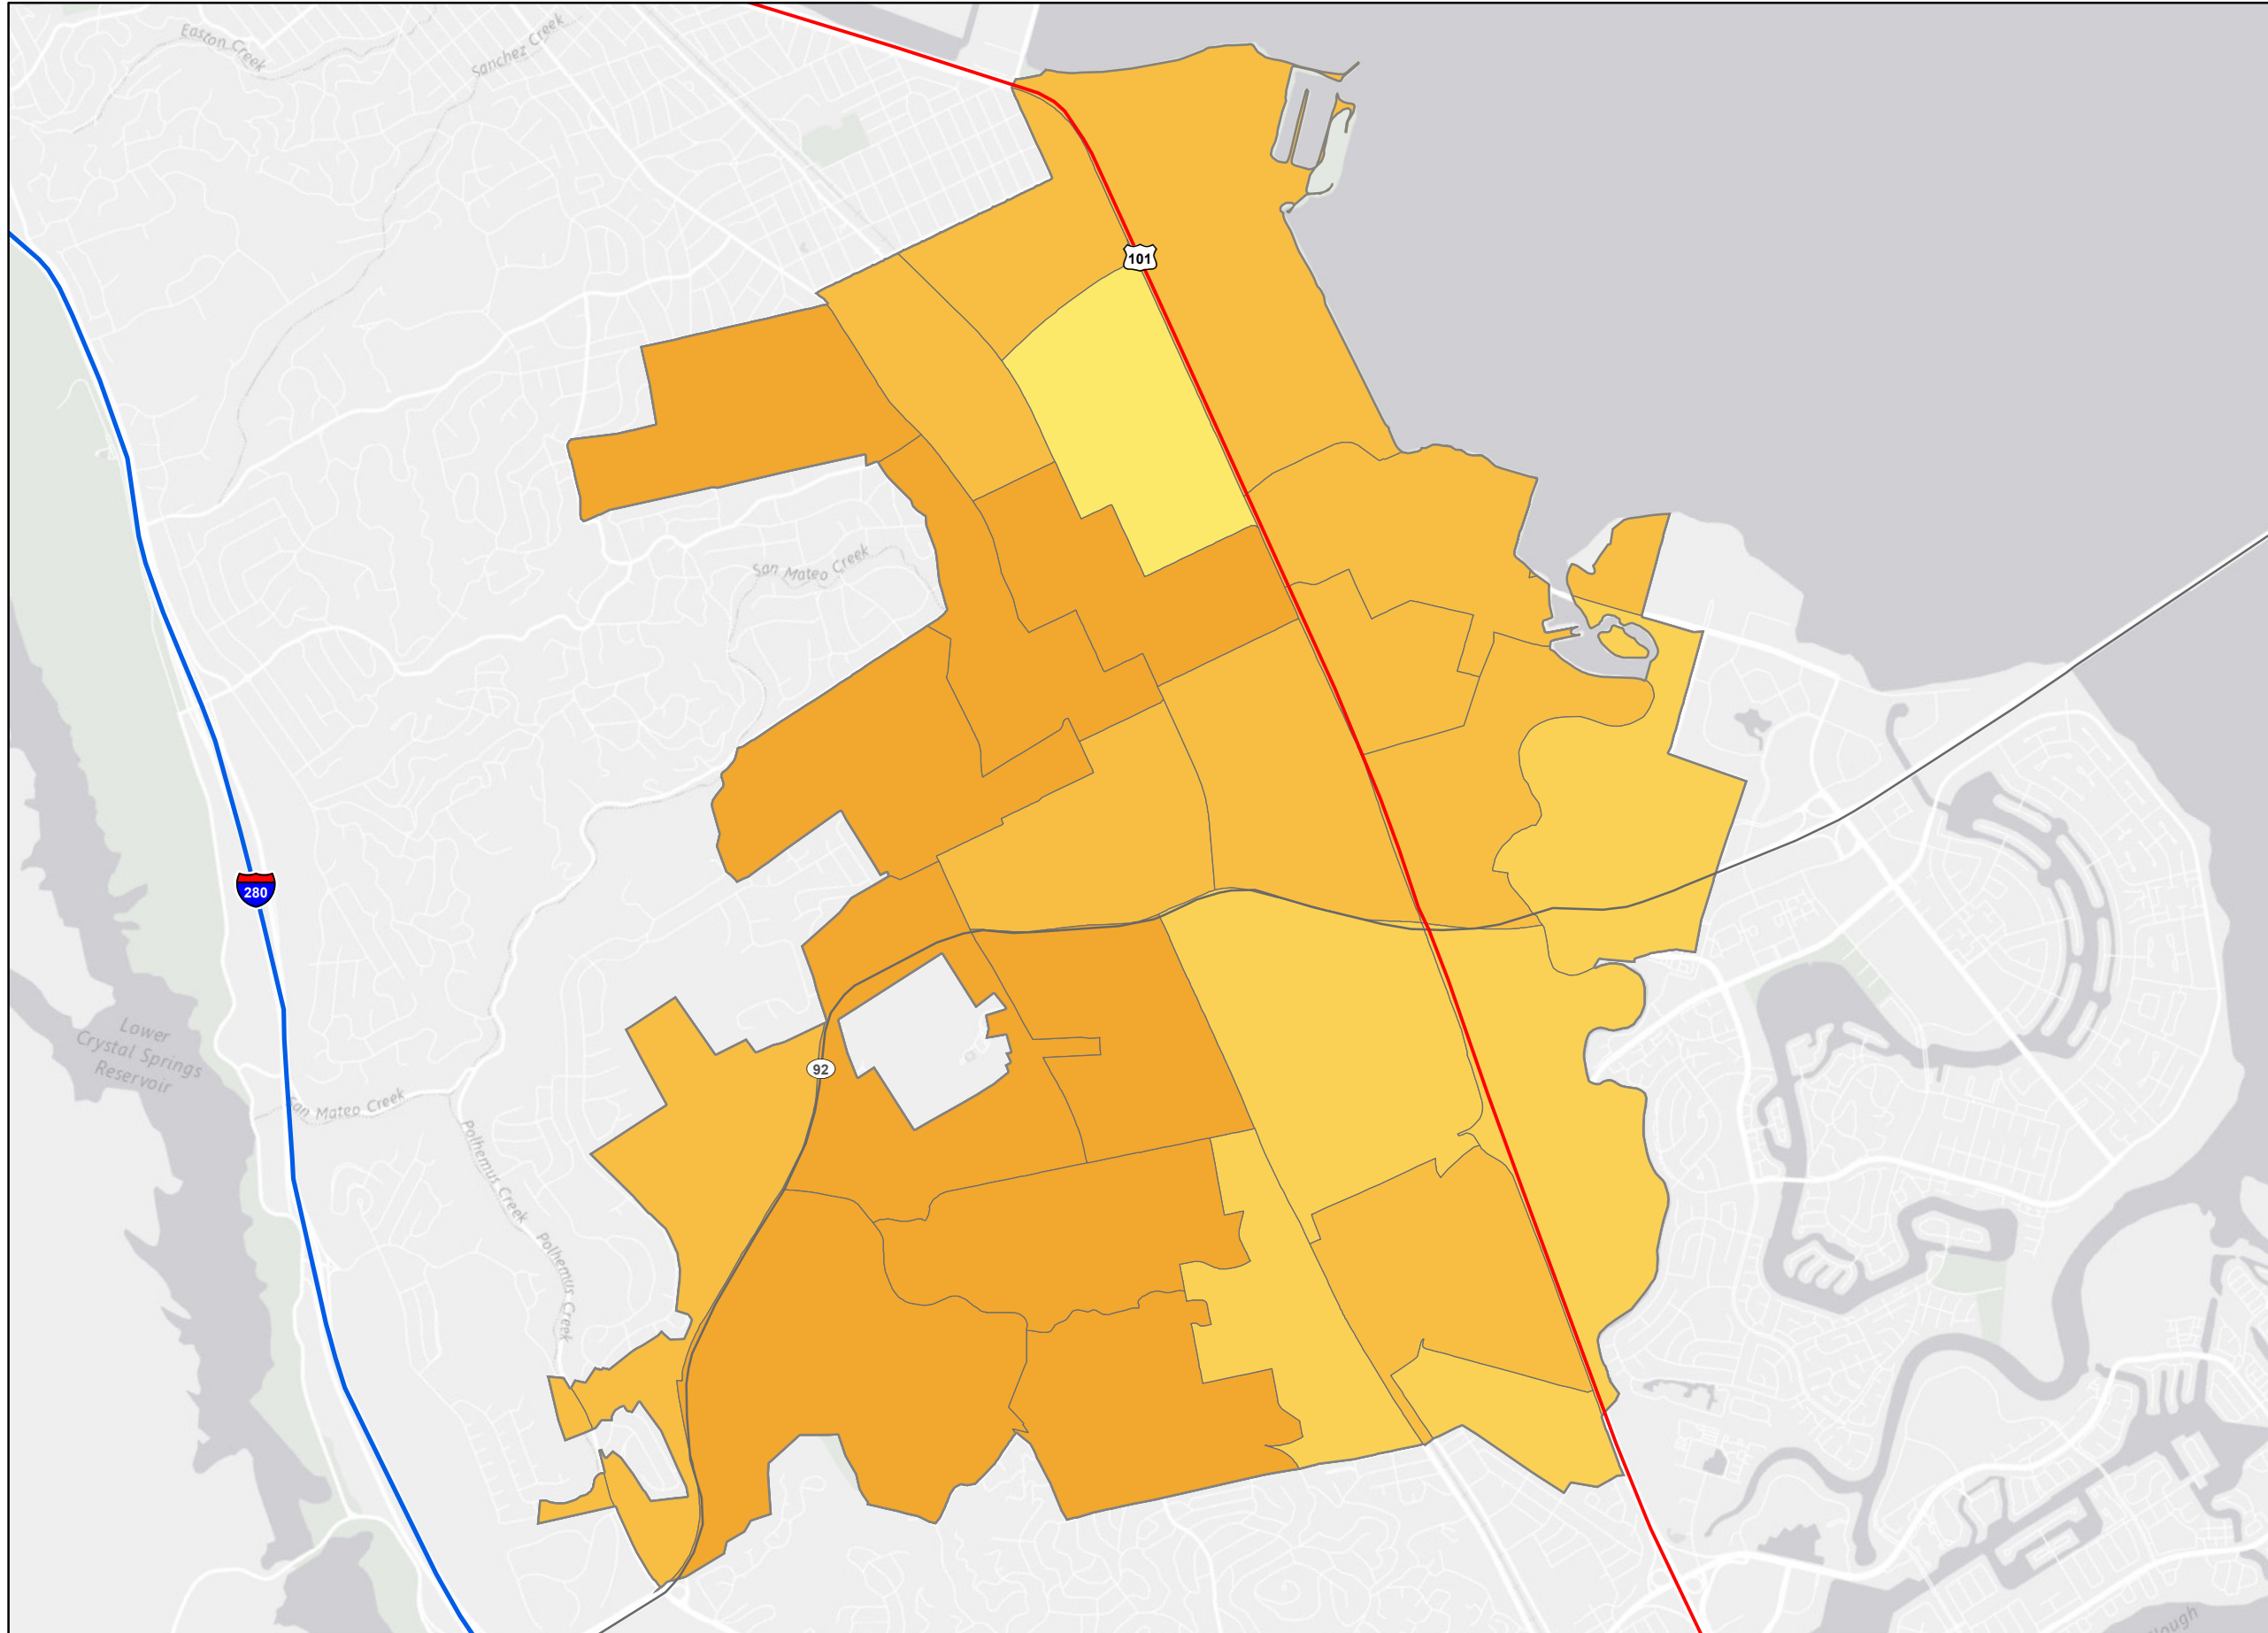 Easton Creek
Sanchez Creek
101
San Mateo Creek
280
Lower
Crystal Springs
Reservoir
92
San Mateo Creek
Polhemus Creek
Polhemus Creek